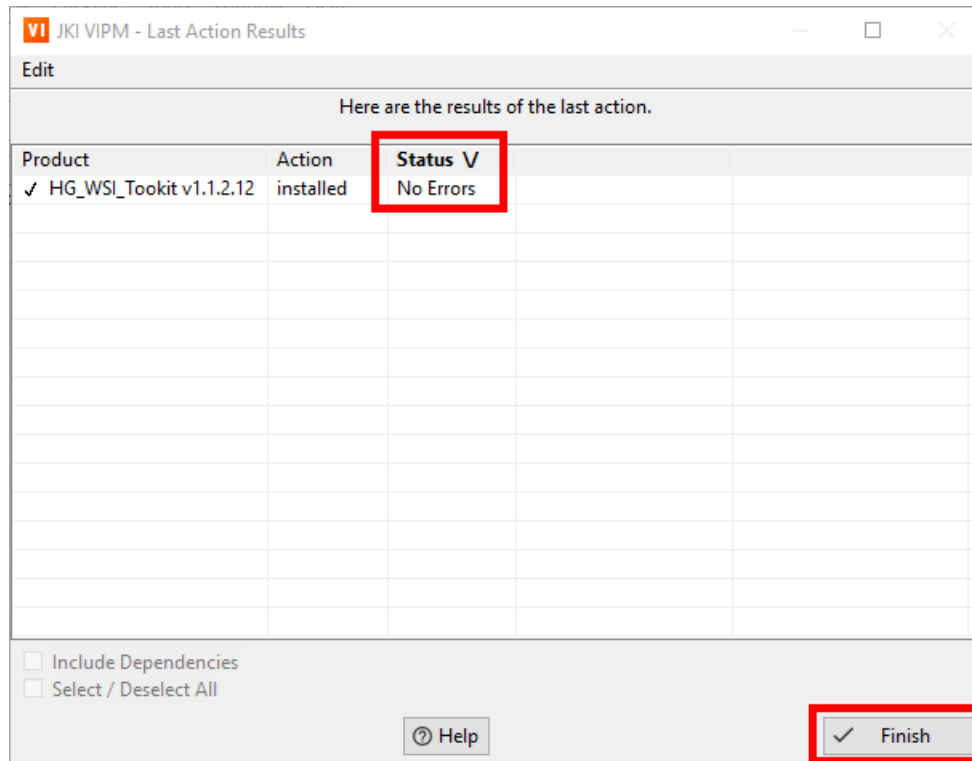 VI JKI VIPM - Last Action Results
Edit
Here are the results of the last action.
Product Action Status V
✓ HG_WSI_Tookit v1.1.2.12 installed No Errors
Include Dependencies
Select / Deselect All
Help Finish